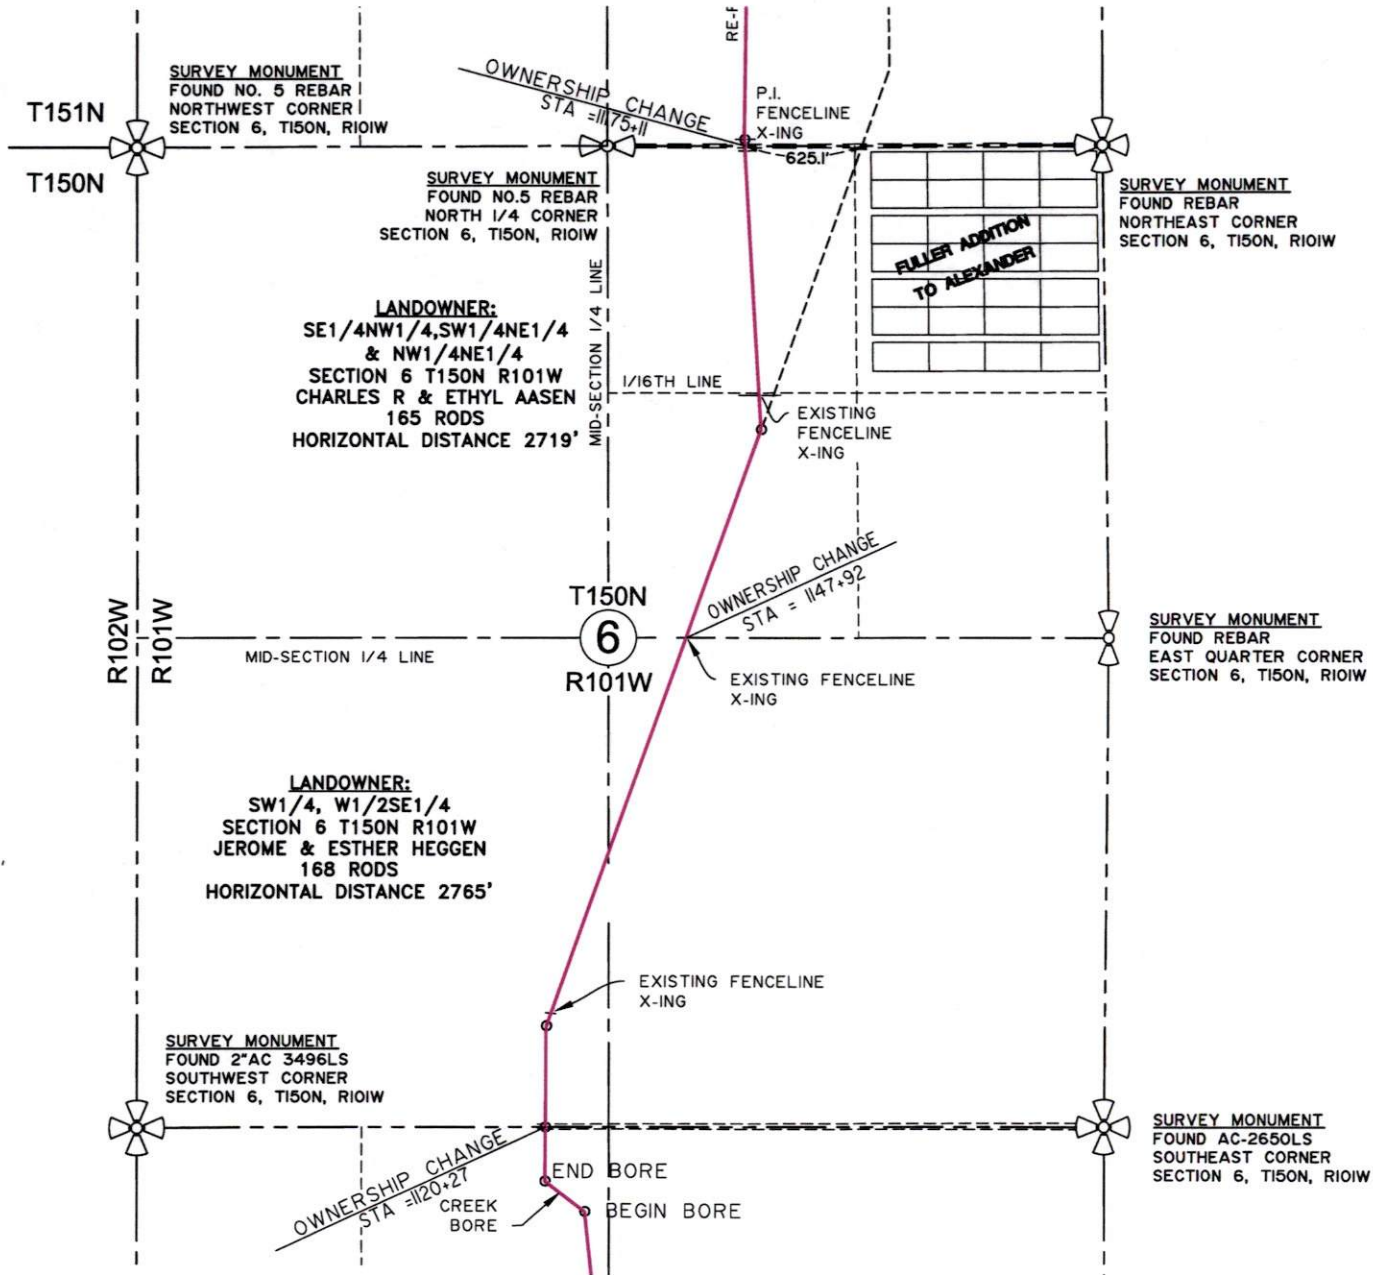 RE-F
SURVEY MONUMENT
FOUND NO. 5 REBAR
NORTHWEST CORNER
SECTION 6, T150N, R101W
T151N
T150N
OWNERSHIP CHANGE
STA =1175+11
P.I.
FENCELINE
X-ING
625.1'
SURVEY MONUMENT
FOUND NO.5 REBAR
NORTH 1/4 CORNER
SECTION 6, T150N, R101W
SURVEY MONUMENT
FOUND REBAR
NORTHEAST CORNER
SECTION 6, T150N, R101W
FULLER ADDITION
TO ALEXANDER
LANDOWNER:
SE1/4NW1/4,SW1/4NE1/4
& NW1/4NE1/4
SECTION 6 T150N R101W
CHARLES R & ETHYL AASEN
165 RODS
HORIZONTAL DISTANCE 2719'
MID-SECTION 1/4 LINE
1/16TH LINE
EXISTING
FENCELINE
X-ING
OWNERSHIP CHANGE
STA = 1147+92
T150N
6
R101W
R102W
R101W
MID-SECTION 1/4 LINE
EXISTING FENCELINE
X-ING
SURVEY MONUMENT
FOUND REBAR
EAST QUARTER CORNER
SECTION 6, T150N, R101W
LANDOWNER:
SW1/4, W1/2SE1/4
SECTION 6 T150N R101W
JEROME & ESTHER HEGGEN
168 RODS
HORIZONTAL DISTANCE 2765'
EXISTING FENCELINE
X-ING
SURVEY MONUMENT
FOUND 2"AC 3496LS
SOUTHWEST CORNER
SECTION 6, T150N, R101W
OWNERSHIP CHANGE
STA =1120+27
END BORE
CREEK
BORE
BEGIN BORE
SURVEY MONUMENT
FOUND AC-2650LS
SOUTHEAST CORNER
SECTION 6, T150N, R101W